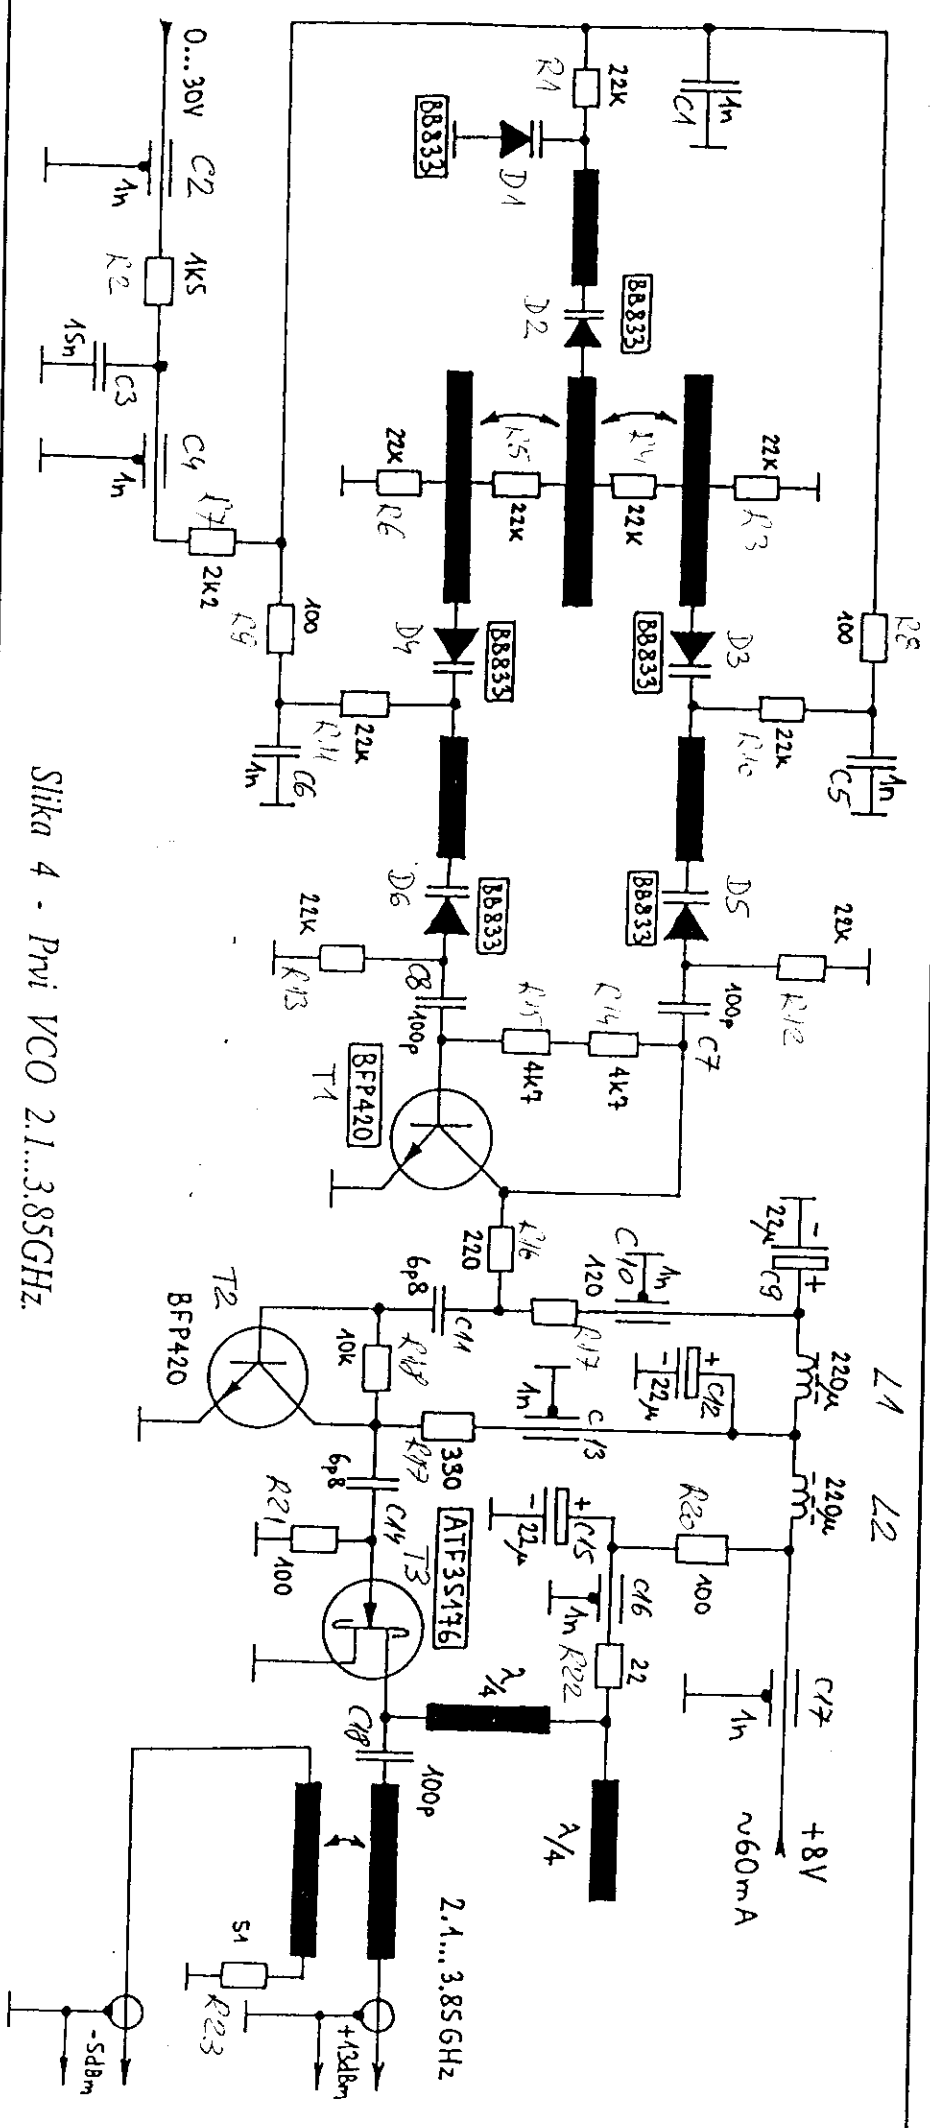 0...30V
C2
1n
R2
1K5
15n
C3
C4
1n
R7
2K2
R1
22K
BB833
D1
1n
C1
D2
BB833
22K
R6
R5
22K
R4
22K
22K
R3
100
R9
D4
BB833
R11
22K
1n
C6
D3
BB833
R8
100
22K
R10
1n
C5
D6
BB833
22K
R13
C8
100p
R15
4K7
R14
4K7
D5
BB833
22K
R12
100p
C7
T1
BFP420
R16
220
C10
1n
120
R17
22µ
-
+
C9
220µ
L1
220µ
L2
6p8
C11
T2
BFP420
10K
R18
1n
C13
R19
330
+
C12
-
22µ
6p8
C14
R21
100
T3
ATF35176
+
C15
-
22µ
R20
100
C16
1n
R22
22
C17
1n
+8V
~60mA
λ/4
λ/4
C18
100p
2.1...3.85GHz
51
R23
+13dBm
-5dBm
Slika 4 - Prvi VCO 2.1...3.85GHz.